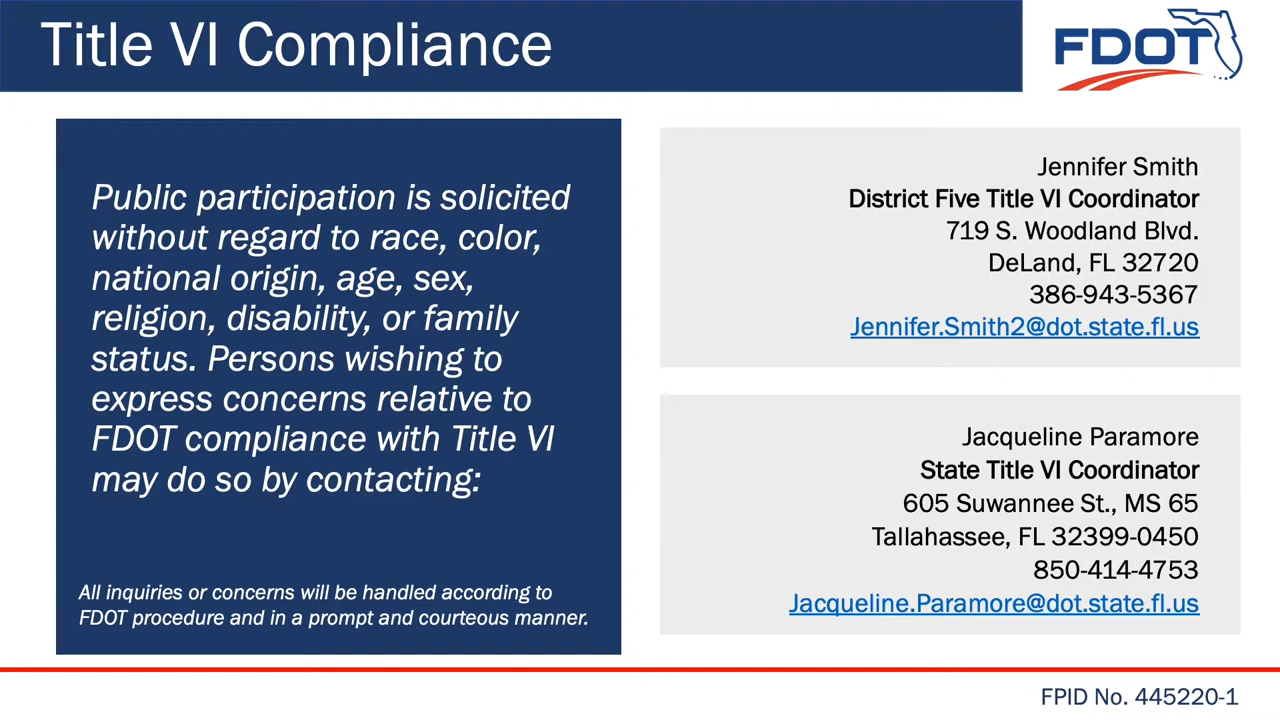 Title VI Compliance
FDOT
Public participation is solicited
without regard to race, color,
national origin, age, sex,
religion, disability, or family
status. Persons wishing to
express concerns relative to
FDOT compliance with Title VI
may do so by contacting:
All inquiries or concerns will be handled according to
FDOT procedure and in a prompt and courteous manner.
Jennifer Smith
District Five Title VI Coordinator
719 S. Woodland Blvd.
DeLand, FL 32720
386-943-5367
Jennifer.Smith2@dot.state.fl.us
Jacqueline Paramore
State Title VI Coordinator
605 Suwannee St., MS 65
Tallahassee, FL 32399-0450
850-414-4753
Jacqueline.Paramore@dot.state.fl.us
FPID No. 445220-1